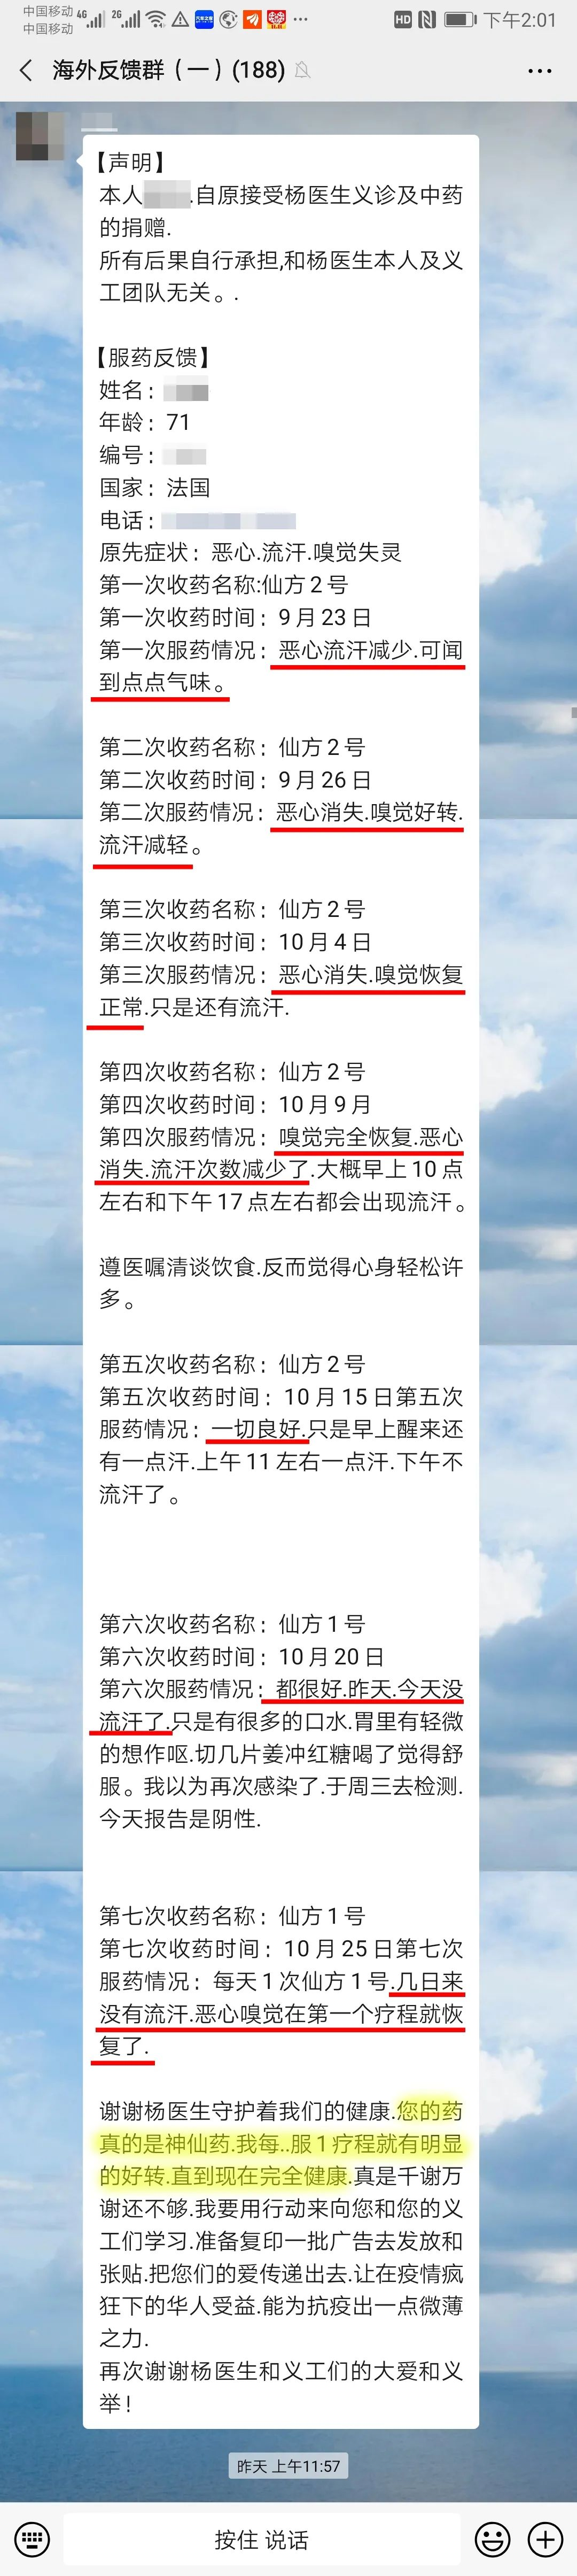 中国移动 4G 2G HD 下午2:01
中国移动
海外反馈群（一）(188)
【声明】
本人 .自原接受杨医生义诊及中药
的捐赠.
所有后果自行承担,和杨医生本人及义
工团队无关。.
【服药反馈】
姓名：
年龄：71
编号：
国家：法国
电话：
原先症状：恶心.流汗.嗅觉失灵
第一次收药名称:仙方2号
第一次收药时间：9月23日
第一次服药情况：恶心流汗减少.可闻
到点点气味。
第二次收药名称：仙方2号
第二次收药时间：9月26日
第二次服药情况：恶心消失.嗅觉好转.
流汗减轻。
第三次收药名称：仙方2号
第三次收药时间：10月4日
第三次服药情况：恶心消失.嗅觉恢复
正常.只是还有流汗.
第四次收药名称：仙方2号
第四次收药时间：10月9月
第四次服药情况：嗅觉完全恢复.恶心
消失.流汗次数减少了.大概早上10点
左右和下午17点左右都会出现流汗。
遵医嘱清谈饮食.反而觉得心身轻松许
多。
第五次收药名称：仙方2号
第五次收药时间：10月15日第五次
服药情况：一切良好.只是早上醒来还
有一点汗.上午11左右一点汗.下午不
流汗了。
第六次收药名称：仙方1号
第六次收药时间：10月20日
第六次服药情况：都很好.昨天.今天没
流汗了.只是有很多的口水.胃里有轻微
的想作呕.切几片姜冲红糖喝了觉得舒
服。我以为再次感染了.于周三去检测.
今天报告是阴性.
第七次收药名称：仙方1号
第七次收药时间：10月25日第七次
服药情况：每天1次仙方1号.几日来
没有流汗.恶心嗅觉在第一个疗程就恢
复了.
谢谢杨医生守护着我们的健康.您的药
真的是神仙药.我每..服1疗程就有明显
的好转.直到现在完全健康.真是千谢万
谢还不够.我要用行动来向您和您的义
工们学习.准备复印一批广告去发放和
张贴.把您们的爱传递出去.让在疫情疯
狂下的华人受益.能为抗疫出一点微薄
之力.
再次谢谢杨医生和义工们的大爱和义
举！
昨天 上午11:57
按住 说话